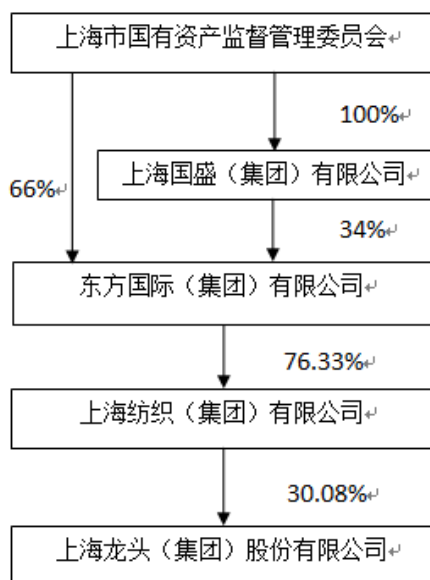 上海市国有资产监督管理委员会
100%
上海国盛（集团）有限公司
66%
34%
东方国际（集团）有限公司
76.33%
上海纺织（集团）有限公司
30.08%
上海龙头（集团）股份有限公司